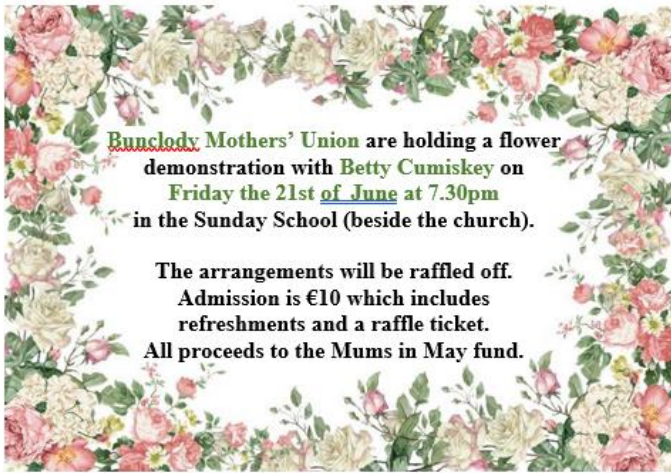 Bunclody Mothers’ Union are holding a flower
demonstration with Betty Cumiskey on
Friday the 21st of June at 7.30pm
in the Sunday School (beside the church).
The arrangements will be raffled off.
Admission is €10 which includes
refreshments and a raffle ticket.
All proceeds to the Mums in May fund.